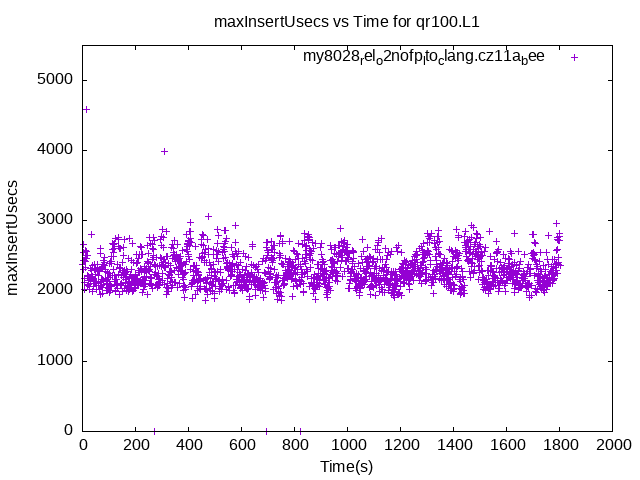 maxInsertUsecs vs Time for qr100.L1
my8028relo2nofpltoclang.cz11abee
5000
4000
3000
2000
1000
0
maxInsertUsecs
0 200 400 600 800 1000 1200 1400 1600 1800 2000
Time(s)